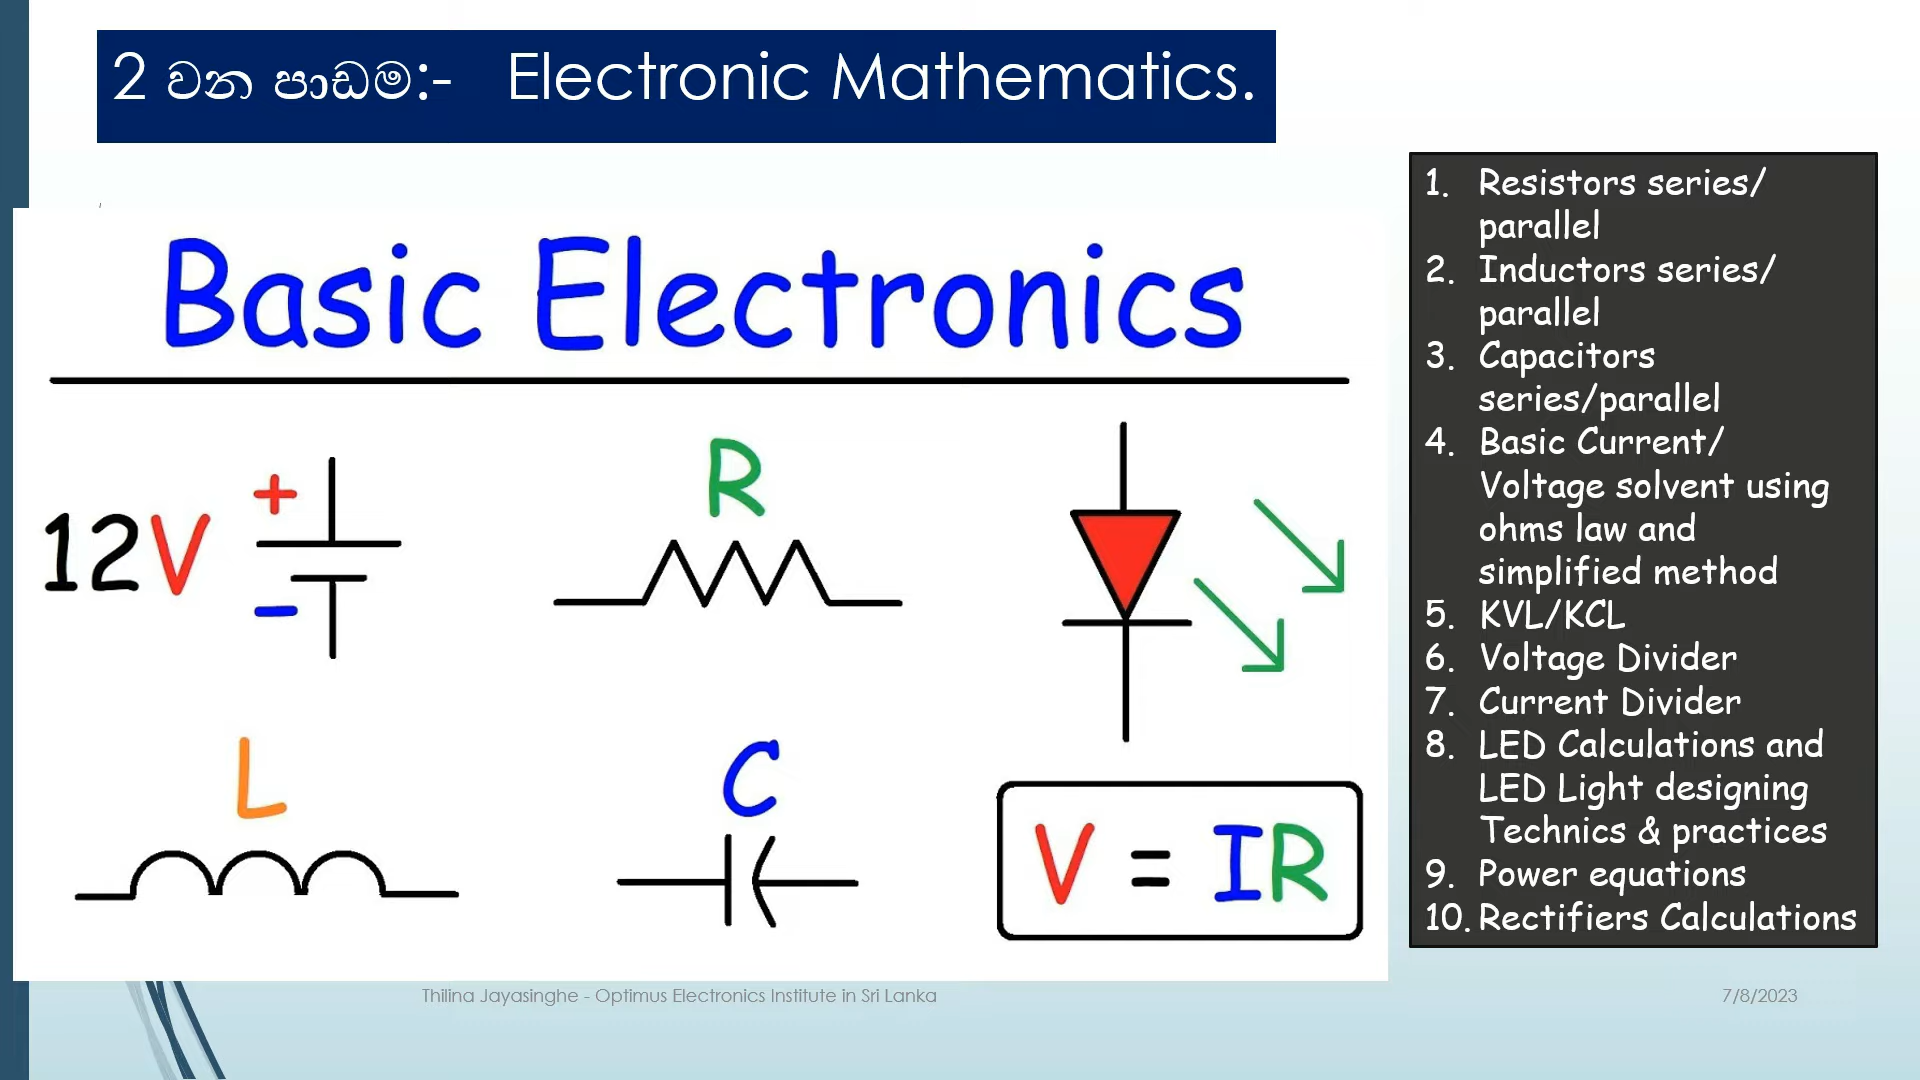 2 වන පාඩම:- Electronic Mathematics.
Basic Electronics
12V
+
-
R
L
C
V = IR
1. Resistors series/
parallel
2. Inductors series/
parallel
3. Capacitors
series/parallel
4. Basic Current/
Voltage solvent using
ohms law and
simplified method
5. KVL/KCL
6. Voltage Divider
7. Current Divider
8. LED Calculations and
LED Light designing
Technics & practices
9. Power equations
10. Rectifiers Calculations
Thilina Jayasinghe - Optimus Electronics Institute in Sri Lanka
7/8/2023